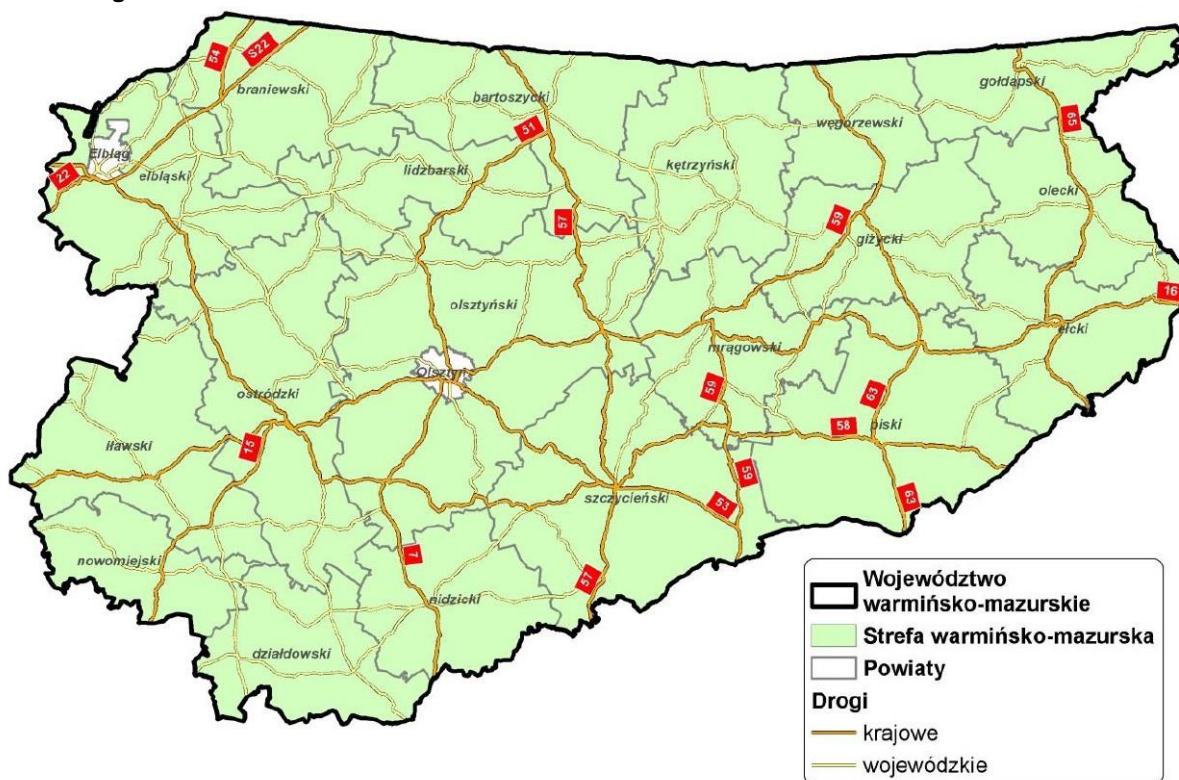 54
S22
braniewski
bartoszycki
gołdapski
51
węgorzewski
65
Elbląg
kętrzyński
22
elbląski
lidzbarski
olecki
57
59
giżycki
16
olsztyński
ełcki
mrągowski
Olsztyn
59
63
ostródzki
58
piski
iławski
15
59
szczycieński
53
63
nowomiejski
7
57
nidzicki
działdowski
Województwo
warmińsko-mazurskie
Strefa warmińsko-mazurska
Powiaty
Drogi
krajowe
wojewódzkie